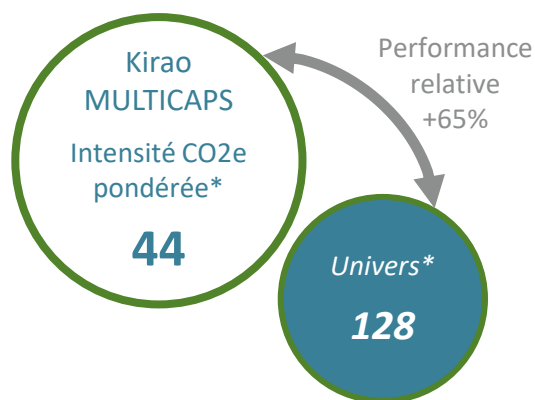 Kirao
MULTICAPS
Intensité CO2e
pondérée*
44
Performance
relative
+65%
Univers*
128